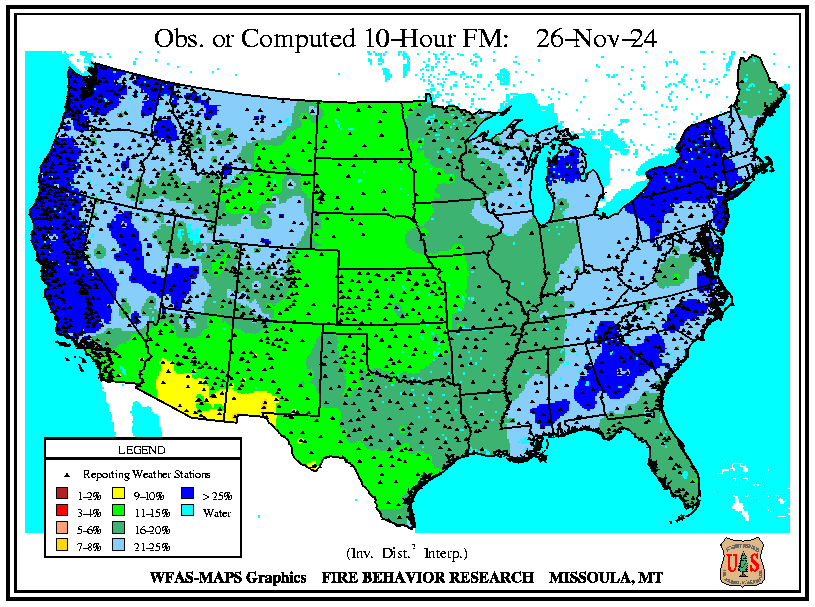 Obs. or Computed 10-Hour FM: 26-Nov-24
LEGEND
Reporting Weather Stations
1-2% 9-10% > 25%
3-4% 11-15% Water
5-6% 16-20%
7-8% 21-25%
(Inv. Dist.² Interp.)
WFAS-MAPS Graphics FIRE BEHAVIOR RESEARCH MISSOULA, MT
U S